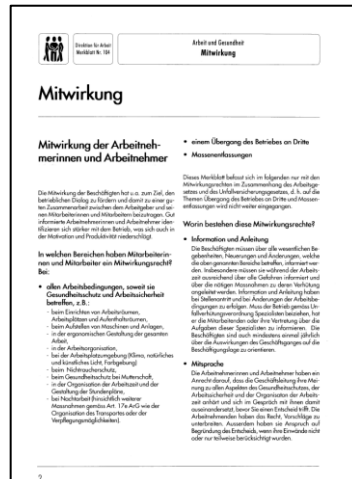 Direktion für Arbeit
Merkblatt Nr. 104
Arbeit und Gesundheit
Mitwirkung
Mitwirkung
Mitwirkung der Arbeitneh-
merinnen und Arbeitnehmer
Die Mitwirkung der Beschäftigten hat u.a. zum Ziel, den
betrieblichen Dialog zu fördern und damit zu einer gu-
ten Zusammenarbeit zwischen dem Arbeitgeber und sei-
nen Mitarbeiterinnen und Mitarbeitern beizutragen. Gut
informierte Arbeitnehmerinnen und Arbeitnehmer iden-
tifizieren sich stärker mit dem Betrieb, was sich auch in
der Motivation und Produktivität niederschlägt.
In welchen Bereichen haben Mitarbeiterin-
nen und Mitarbeiter ein Mitwirkungsrecht?
Bei:
• allen Arbeitsbedingungen, soweit sie
Gesundheitsschutz und Arbeitssicherheit
betreffen, z.B.:
- beim Einrichten von Arbeitsräumen,
Arbeitsplätzen und Aufenthaltsräumen,
- beim Aufstellen von Maschinen und Anlagen,
- in der ergonomischen Gestaltung der gesamten
Arbeit,
- in der Arbeitsorganisation,
- bei der Arbeitsplatzumgebung (Klima, natürliches
und künstliches Licht, Farbgebung)
- beim Nichtraucherschutz,
- beim Gesundheitsschutz bei Mutterschaft,
- in der Organisation der Arbeitszeit und der
Gestaltung der Stundenpläne,
- bei Nachtarbeit (hinsichtlich weiterer
Massnahmen gemäss Art. 17e ArG wie der
Organisation des Transportes oder der
Verpflegungsmöglichkeiten).
• einem Übergang des Betriebes an Dritte
• Massenentlassungen
Dieses Merkblatt befasst sich im folgenden nur mit den
Mitwirkungsrechten im Zusammenhang des Arbeitsge-
setzes und des Unfallversicherungsgesetzes, d. h. auf die
Themen Übergang des Betriebes an Dritte und Massen-
entlassungen wird nicht weiter eingegangen.
Worin bestehen diese Mitwirkungsrechte?
• Information und Anleitung
Die Beschäftigten müssen über alle wesentlichen Be-
gebenheiten, Neuerungen und Änderungen, welche
die oben genannten Bereiche betreffen, informiert wer-
den. Insbesondere müssen sie während der Arbeits-
zeit ausreichend über alle Gefahren informiert und
über die nötigen Massnahmen zu deren Verhütung
angeleitet werden. Information und Anleitung haben
bei Stellenantritt und bei Änderungen der Arbeitsbe-
dingungen zu erfolgen. Muss der Betrieb gemäss Un-
fallverhütungsverordnung Spezialisten beiziehen, hat
er die Mitarbeitenden oder ihre Vertretung über die
Aufgaben dieser Spezialisten zu informieren. Die
Beschäftigten sind auch mindestens einmal jährlich
über die Auswirkungen des Geschäftsganges auf die
Beschäftigungslage zu orientieren.
• Mitsprache
Die Arbeitnehmerinnen und Arbeitnehmer haben ein
Anrecht darauf, dass die Geschäftsleitung ihre Mei-
nung zu allen Aspekten des Gesundheitsschutzes, der
Arbeitssicherheit und der Organisation der Arbeits-
zeit anhört und sich im Gespräch mit ihnen damit
auseinandersetzt, bevor Sie einen Entscheid trifft. Die
Arbeitnehmenden haben das Recht, Vorschläge zu
unterbreiten. Ausserdem haben sie Anspruch auf
Begründung des Entscheids, wenn ihre Einwände nicht
oder nur teilweise berücksichtigt wurden.
2